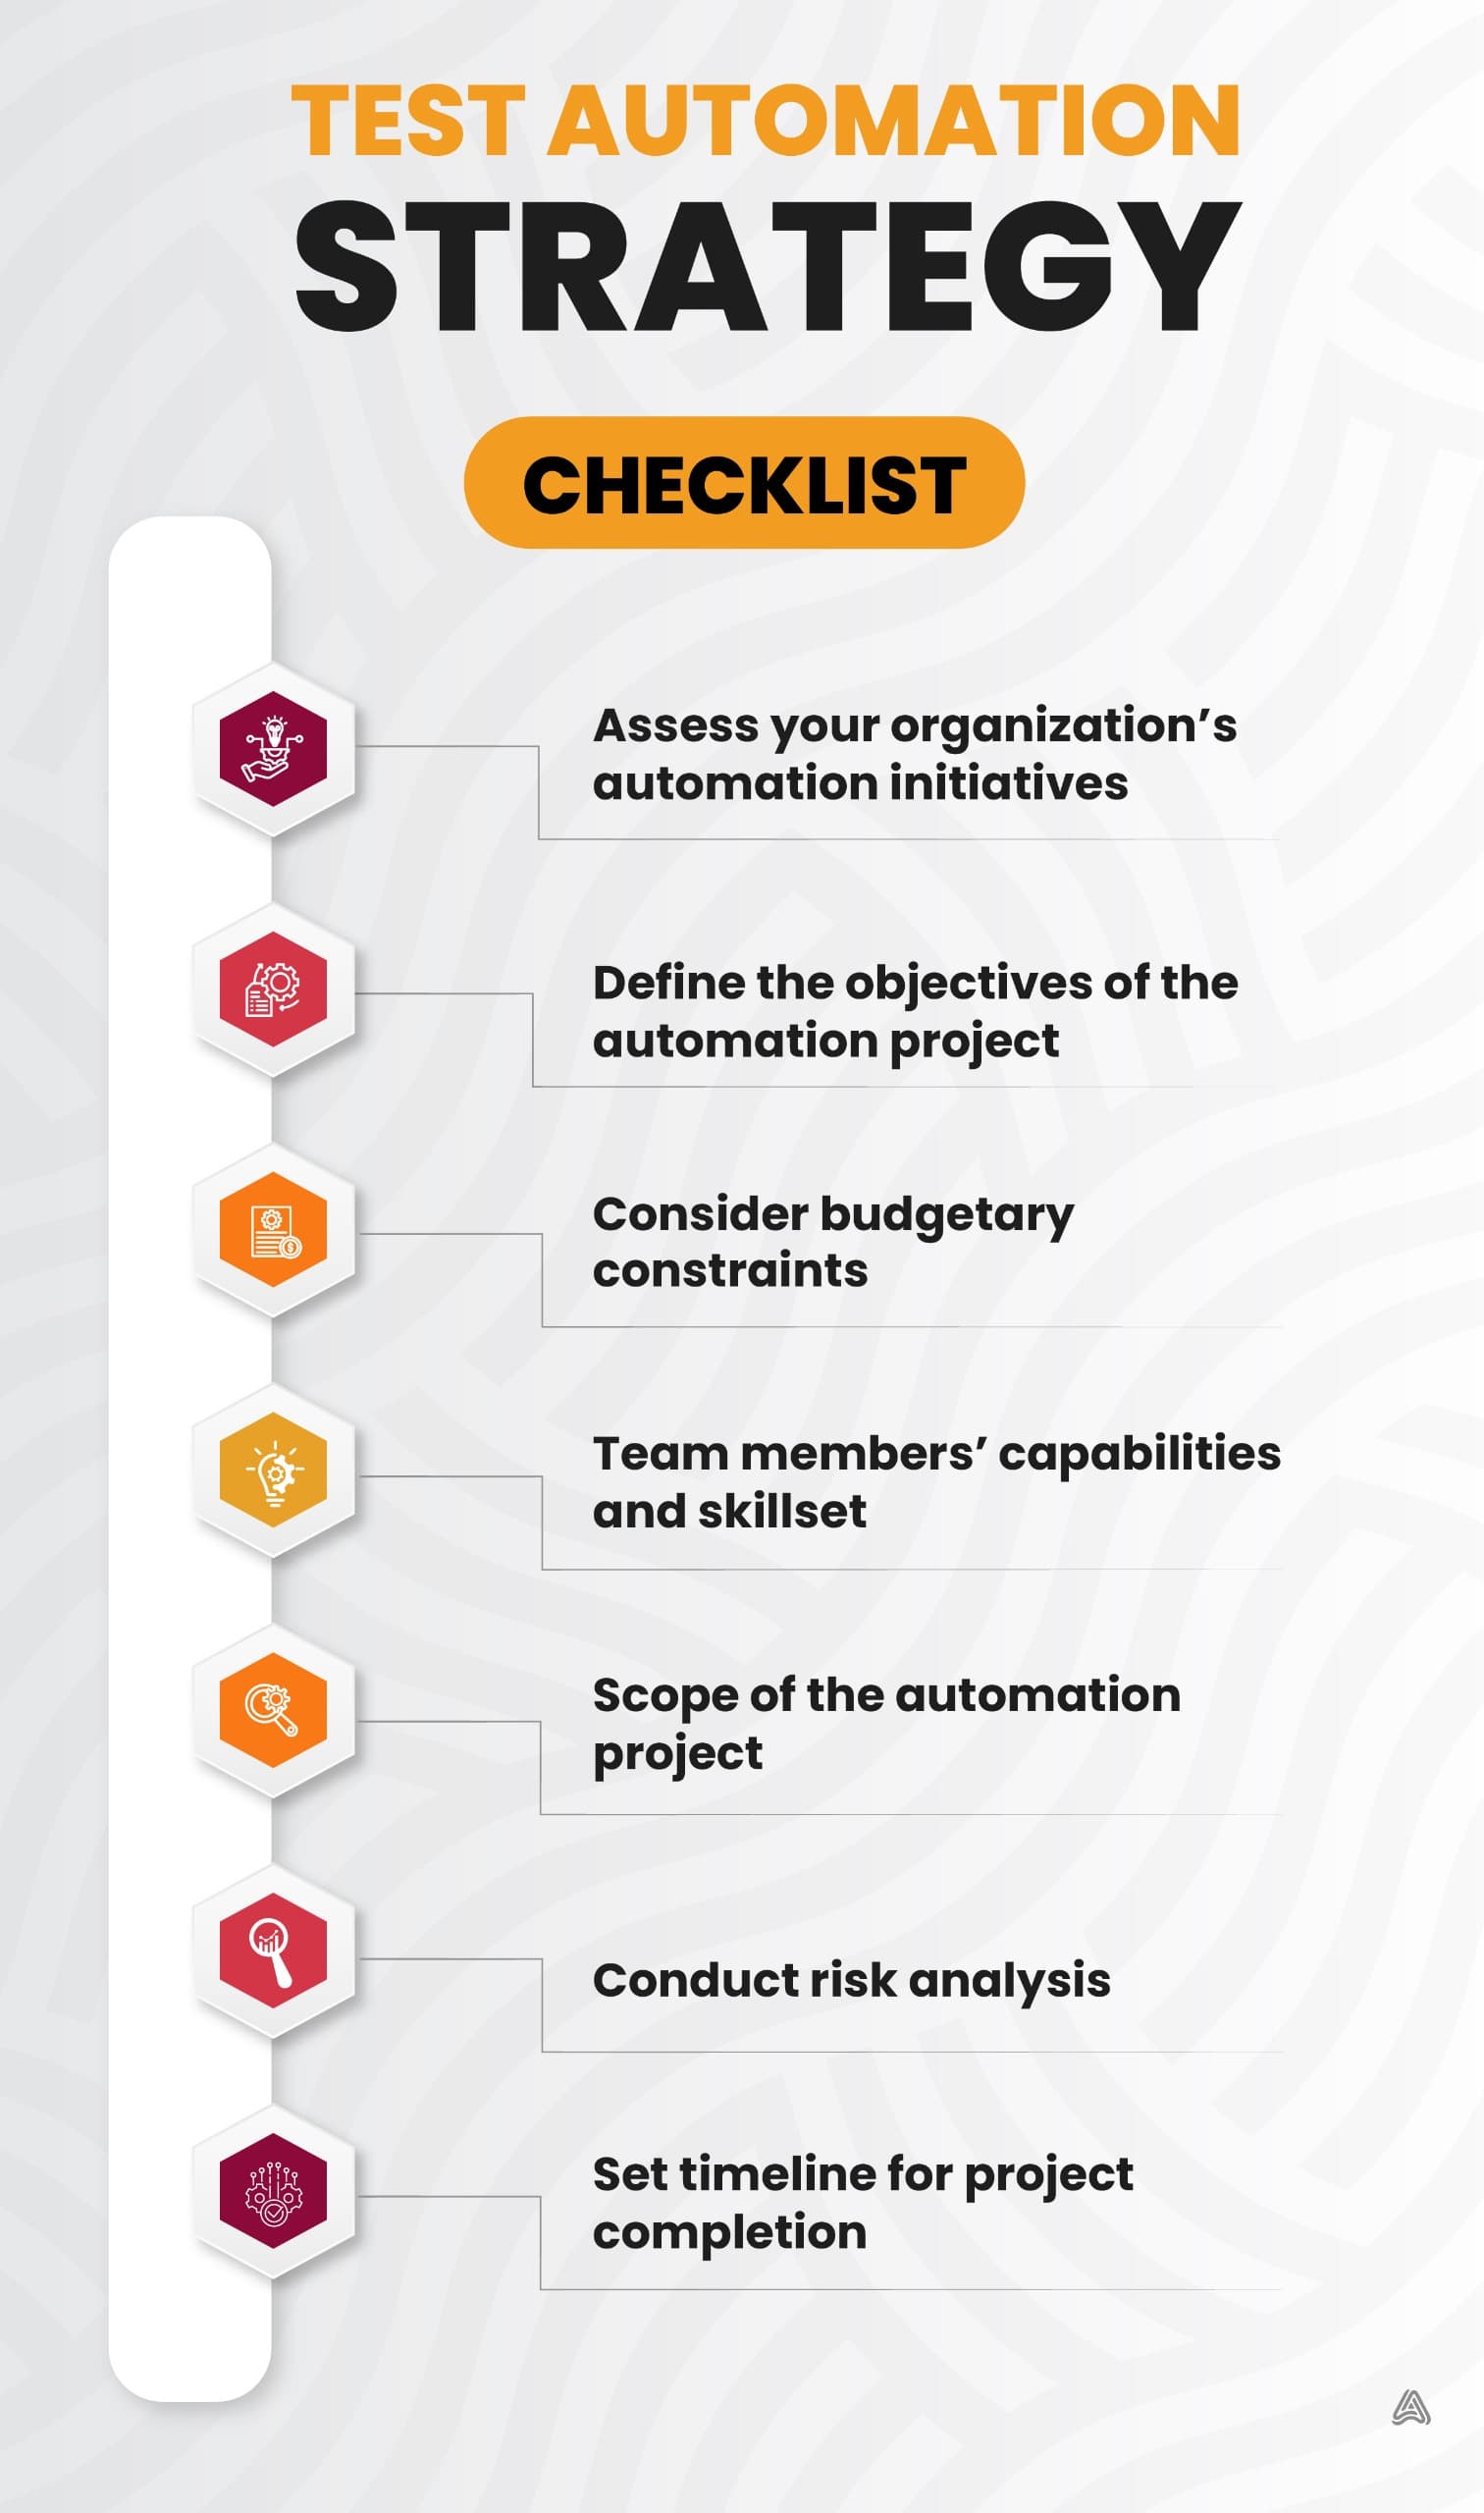 TEST AUTOMATION
STRATEGY
CHECKLIST
Assess your organization’s
automation initiatives
Define the objectives of the
automation project
Consider budgetary
constraints
Team members’ capabilities
and skillset
Scope of the automation
project
Conduct risk analysis
Set timeline for project
completion